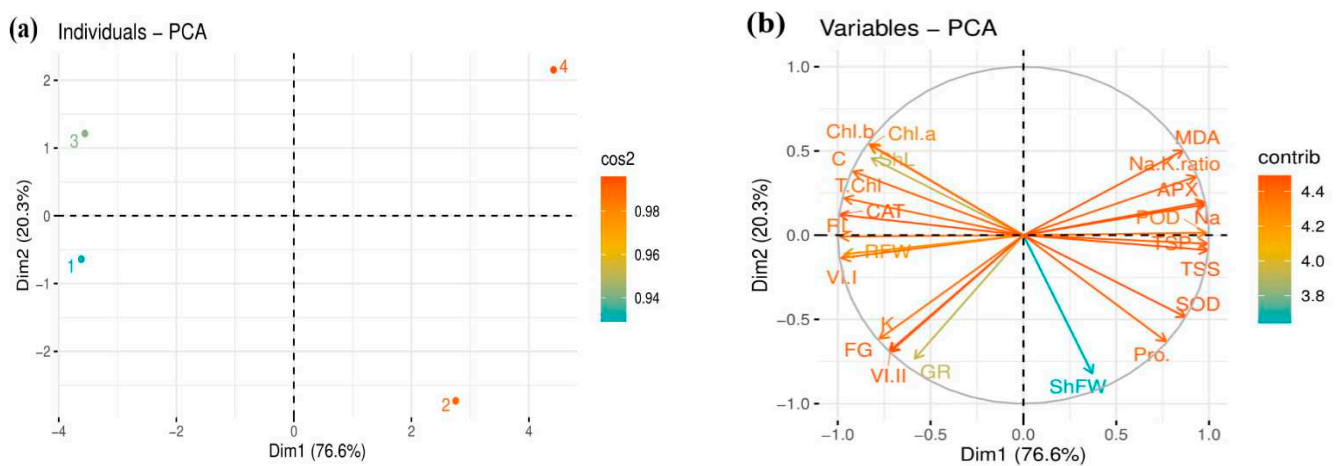 (a) Individuals – PCA
2
1
0
-1
-2
Dim2 (20.3%)
-4
-2
0
2
4
Dim1 (76.6%)
1
2
3
4
cos2
0.98
0.96
0.94
(b) Variables – PCA
1.0
0.5
0.0
-0.5
-1.0
Dim2 (20.3%)
-1.0
-0.5
0.0
0.5
1.0
Dim1 (76.6%)
Chl.b
Chl.a
ShL
C
T.Chl
CAT
RL
RFW
VI.I
K
FG
VI.II
GR
ShFW
MDA
Na.K.ratio
APX
POD
Na
TSP
TSS
SOD
Pro.
contrib
4.4
4.2
4.0
3.8